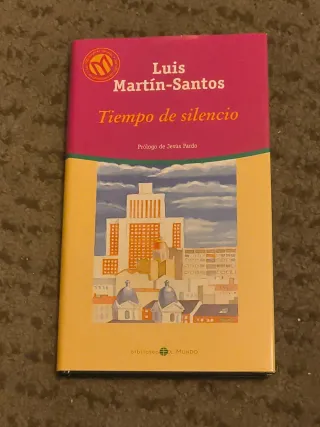 Luis
Martín-Santos
Tiempo de silencio
Prólogo de Jesús Pardo